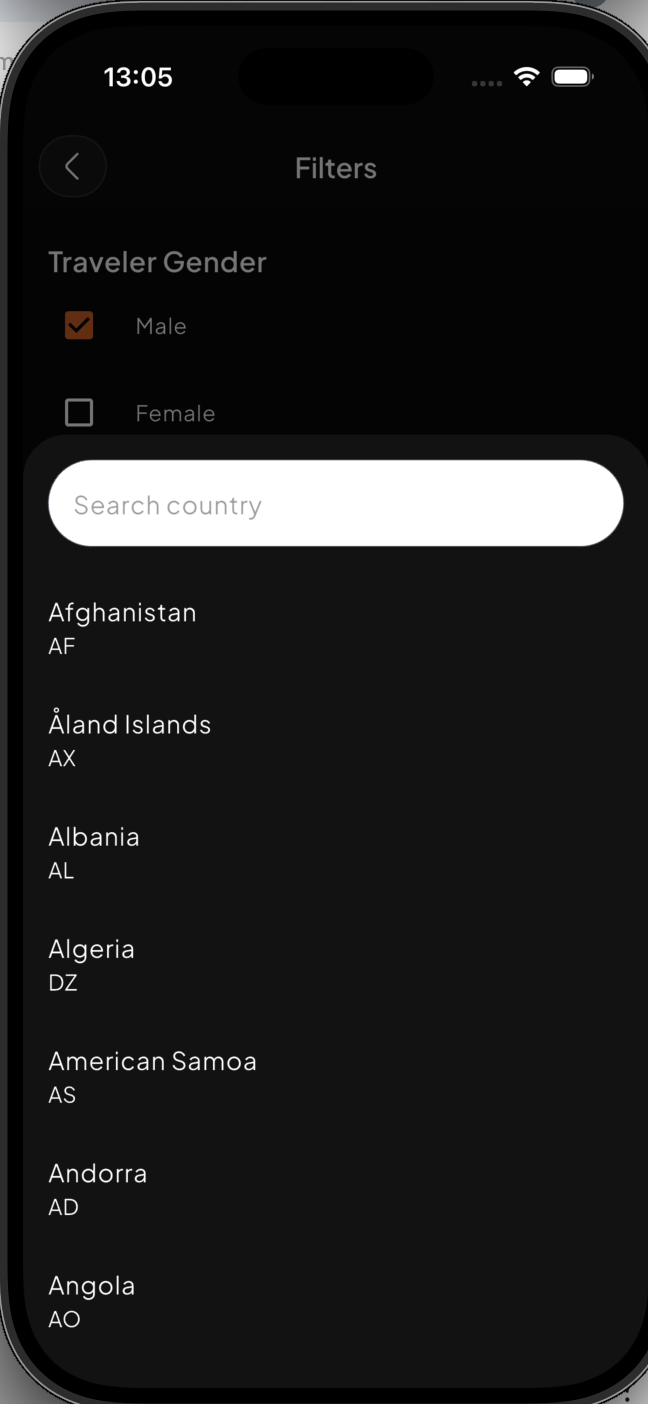 13:05
Filters
Traveler Gender
Male
Female
Search country
Afghanistan
AF
Åland Islands
AX
Albania
AL
Algeria
DZ
American Samoa
AS
Andorra
AD
Angola
AO